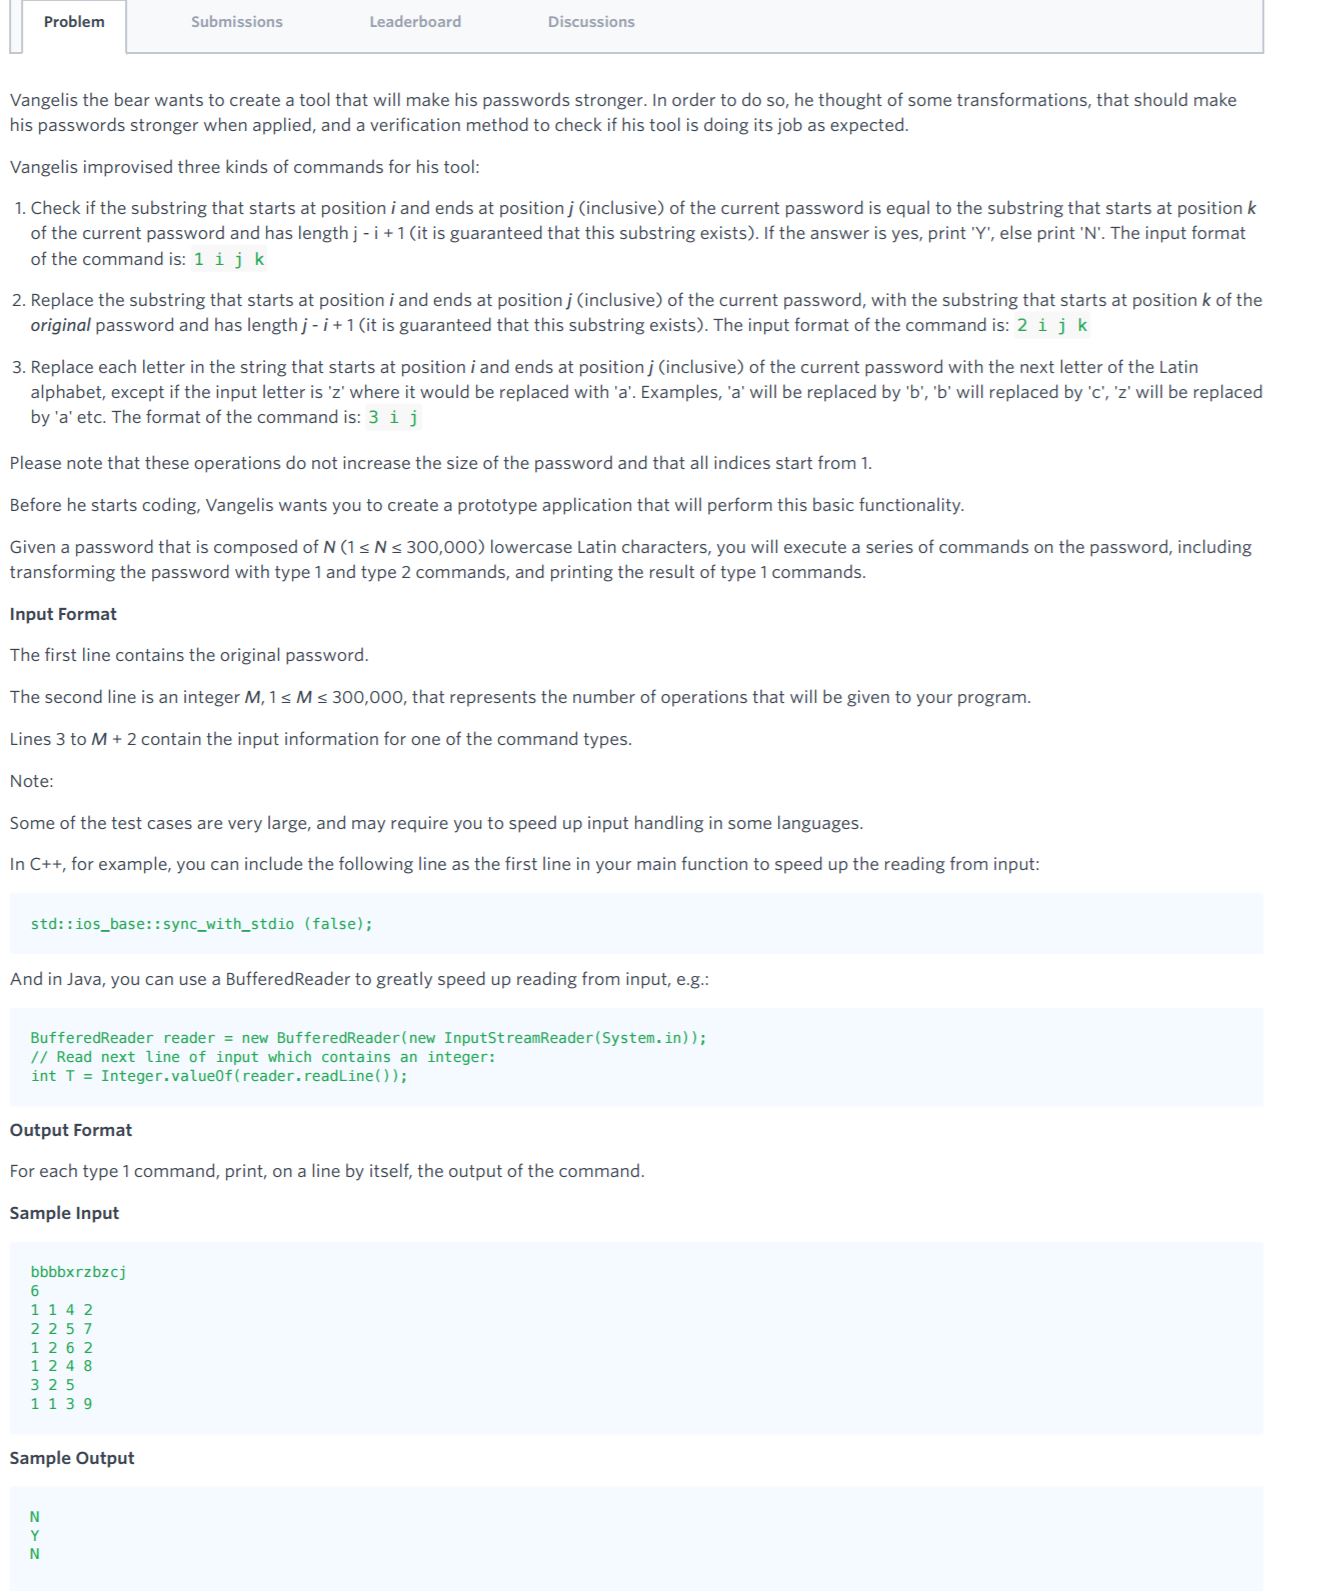 Problem
Submissions
Leaderboard
Discussions
Vangelis the bear wants to create a tool that will make his passwords stronger. In order to do so, he thought of some transformations, that should make
his passwords stronger when applied, and a verification method to check if his tool is doing its job as expected.
Vangelis improvised three kinds of commands for his tool:
1. Check if the substring that starts at position i and ends at position j (inclusive) of the current password is equal to the substring that starts at position k
of the current password and has length j - i + 1 (it is guaranteed that this substring exists). If the answer is yes, print 'Y', else print 'N'. The input format
of the command is: 1 i j k
2. Replace the substring that starts at position i and ends at position j (inclusive) of the current password, with the substring that starts at position k of the
original password and has length j - i + 1 (it is guaranteed that this substring exists). The input format of the command is: 2 i j k
3. Replace each letter in the string that starts at position i and ends at position j (inclusive) of the current password with the next letter of the Latin
alphabet, except if the input letter is 'z' where it would be replaced with 'a'. Examples, 'a' will be replaced by 'b', 'b' will replaced by 'c', 'z' will be replaced
by 'a' etc. The format of the command is: 3 i j
Please note that these operations do not increase the size of the password and that all indices start from 1.
Before he starts coding, Vangelis wants you to create a prototype application that will perform this basic functionality.
Given a password that is composed of N (1 ≤ N ≤ 300,000) lowercase Latin characters, you will execute a series of commands on the password, including
transforming the password with type 1 and type 2 commands, and printing the result of type 1 commands.
Input Format
The first line contains the original password.
The second line is an integer M, 1 ≤ M ≤ 300,000, that represents the number of operations that will be given to your program.
Lines 3 to M + 2 contain the input information for one of the command types.
Note:
Some of the test cases are very large, and may require you to speed up input handling in some languages.
In C++, for example, you can include the following line as the first line in your main function to speed up the reading from input:
std::ios_base::sync_with_stdio (false);
And in Java, you can use a BufferedReader to greatly speed up reading from input, e.g.:
BufferedReader reader = new BufferedReader(new InputStreamReader(System.in));
// Read next line of input which contains an integer:
int T = Integer.valueOf(reader.readLine());
Output Format
For each type 1 command, print, on a line by itself, the output of the command.
Sample Input
bbbbxrzbzcj
6
1 1 4 2
2 2 5 7
1 2 6 2
1 2 4 8
3 2 5
1 1 3 9
Sample Output
N
Y
N